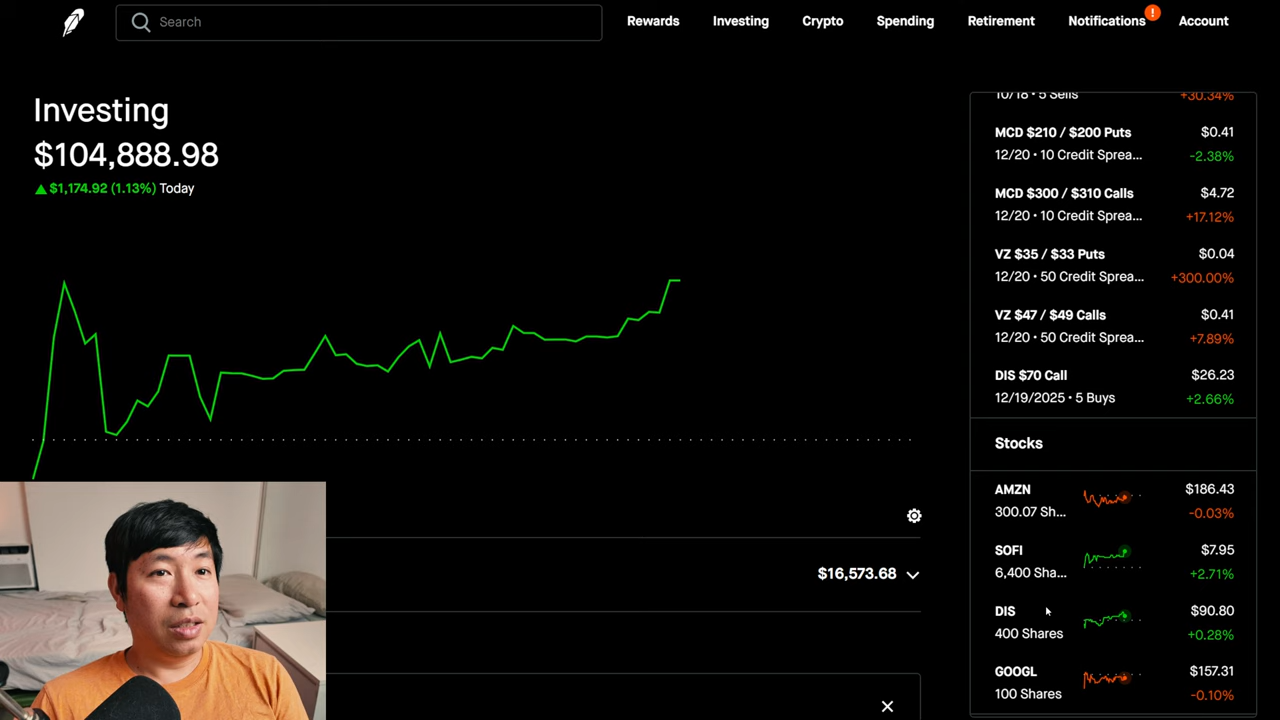 Search
Rewards
Investing
Crypto
Spending
Retirement
Notifications
!
Account
Investing
$104,888.98
$1,174.92 (1.13%) Today
$16,573.68
10/18 • 5 Sells
+30.34%
MCD $210 / $200 Puts
$0.41
12/20 • 10 Credit Sprea...
-2.38%
MCD $300 / $310 Calls
$4.72
12/20 • 10 Credit Sprea...
+17.12%
VZ $35 / $33 Puts
$0.04
12/20 • 50 Credit Sprea...
+300.00%
VZ $47 / $49 Calls
$0.41
12/20 • 50 Credit Sprea...
+7.89%
DIS $70 Call
$26.23
12/19/2025 • 5 Buys
+2.66%
Stocks
AMZN
$186.43
300.07 Sh...
-0.03%
SOFI
$7.95
6,400 Sha...
+2.71%
DIS
$90.80
400 Shares
+0.28%
GOOGL
$157.31
100 Shares
-0.10%